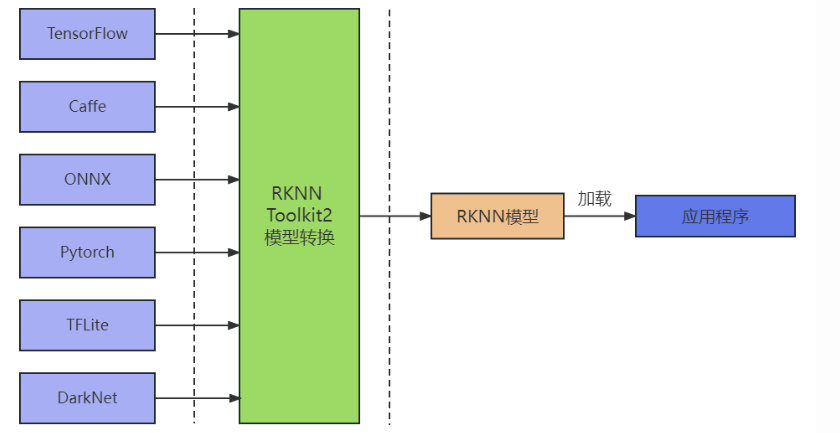 TensorFlow
Caffe
ONNX
Pytorch
TFLite
DarkNet
RKNN
Toolkit2
模型转换
RKNN模型
加载
应用程序